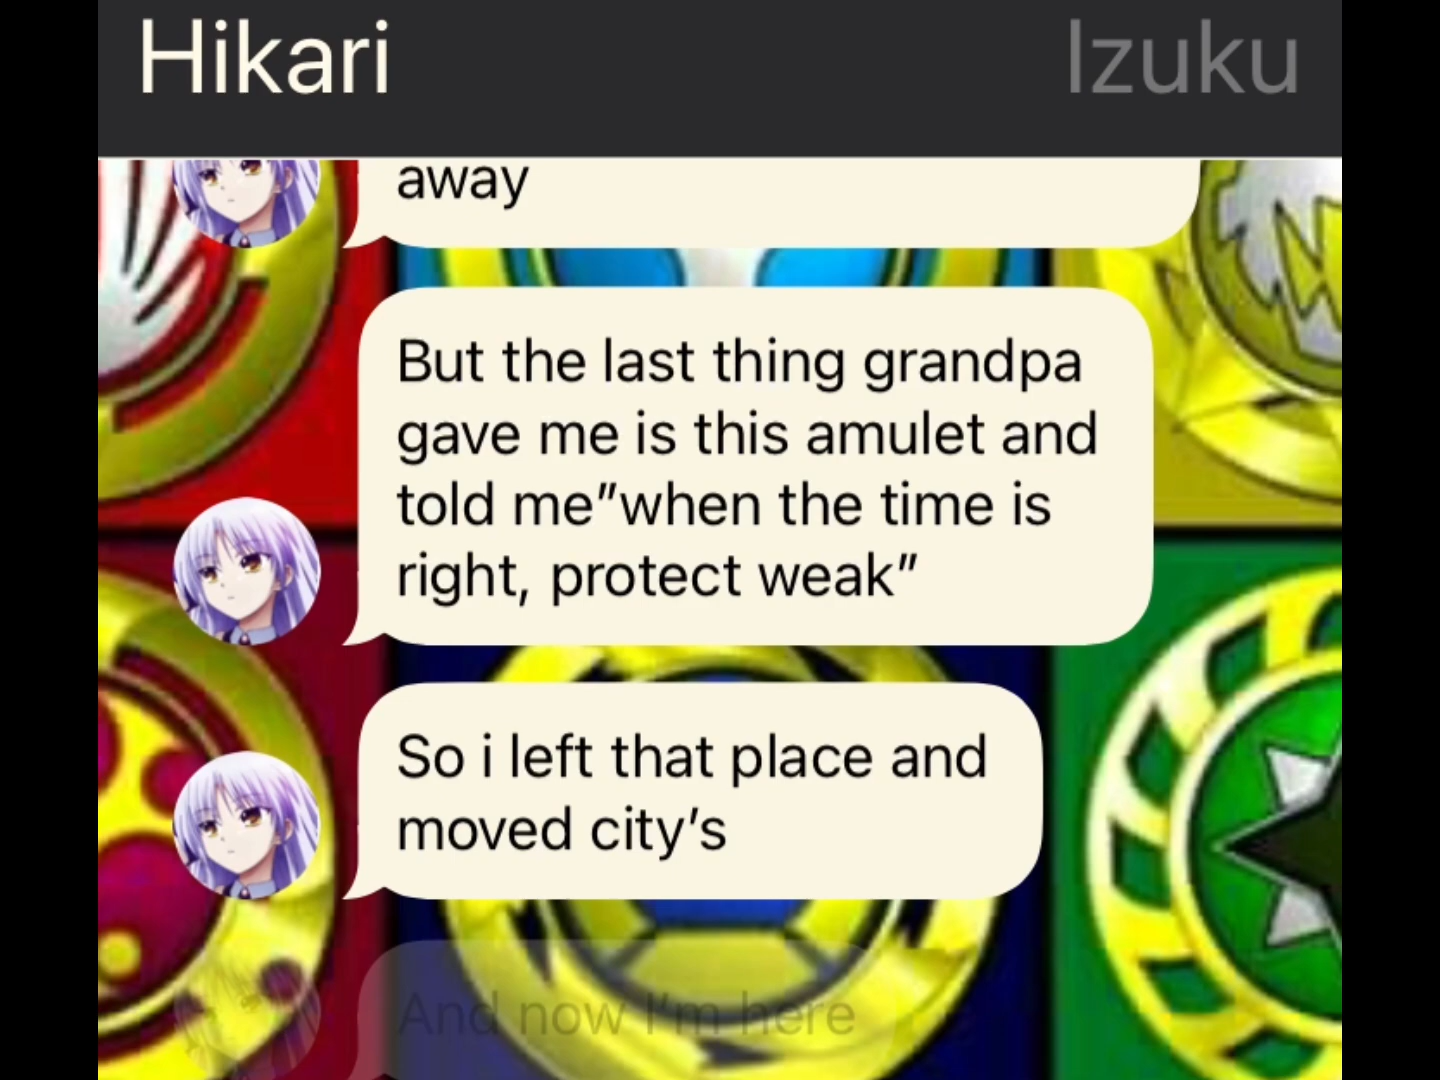 Hikari
Izuku
away
But the last thing grandpa
gave me is this amulet and
told me”when the time is
right, protect weak”
So i left that place and
moved city’s
And now I’m here